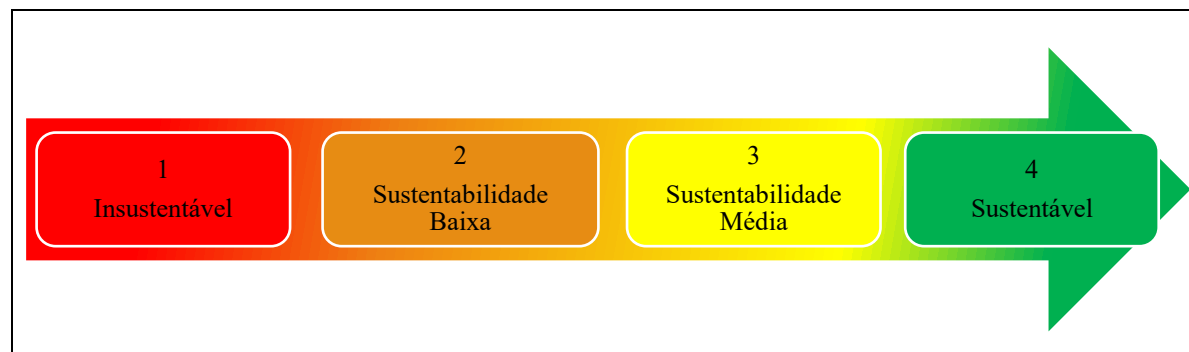 1
Insustentável
2
Sustentabilidade
Baixa
3
Sustentabilidade
Média
4
Sustentável